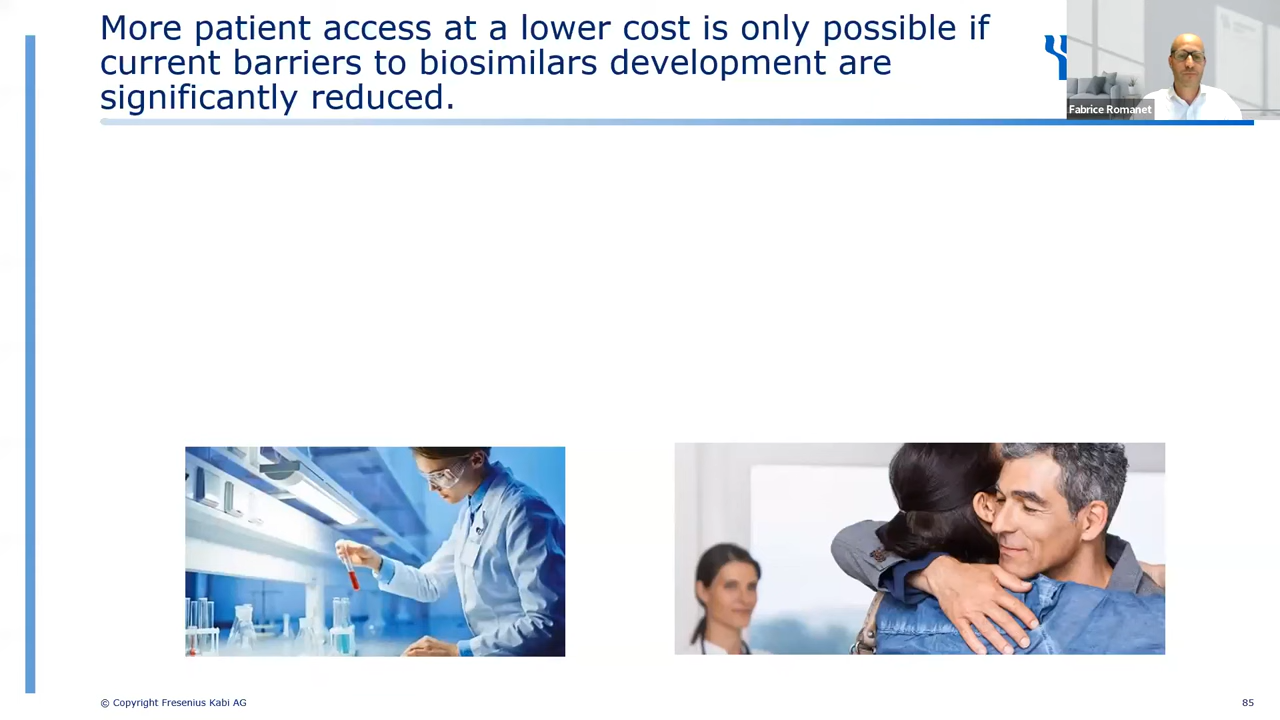 More patient access at a lower cost is only possible if
current barriers to biosimilars development are
significantly reduced.
Fabrice Romanet
© Copyright Fresenius Kabi AG
85